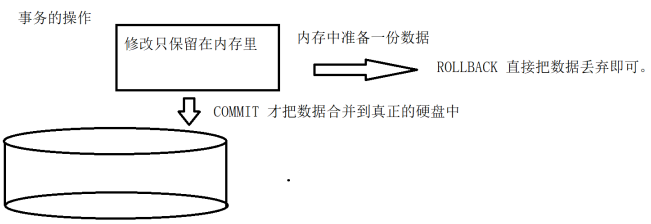 事务的操作
修改只保留在内存里
内存中准备一份数据
ROLLBACK 直接把数据丢弃即可。
COMMIT 才把数据合并到真正的硬盘中